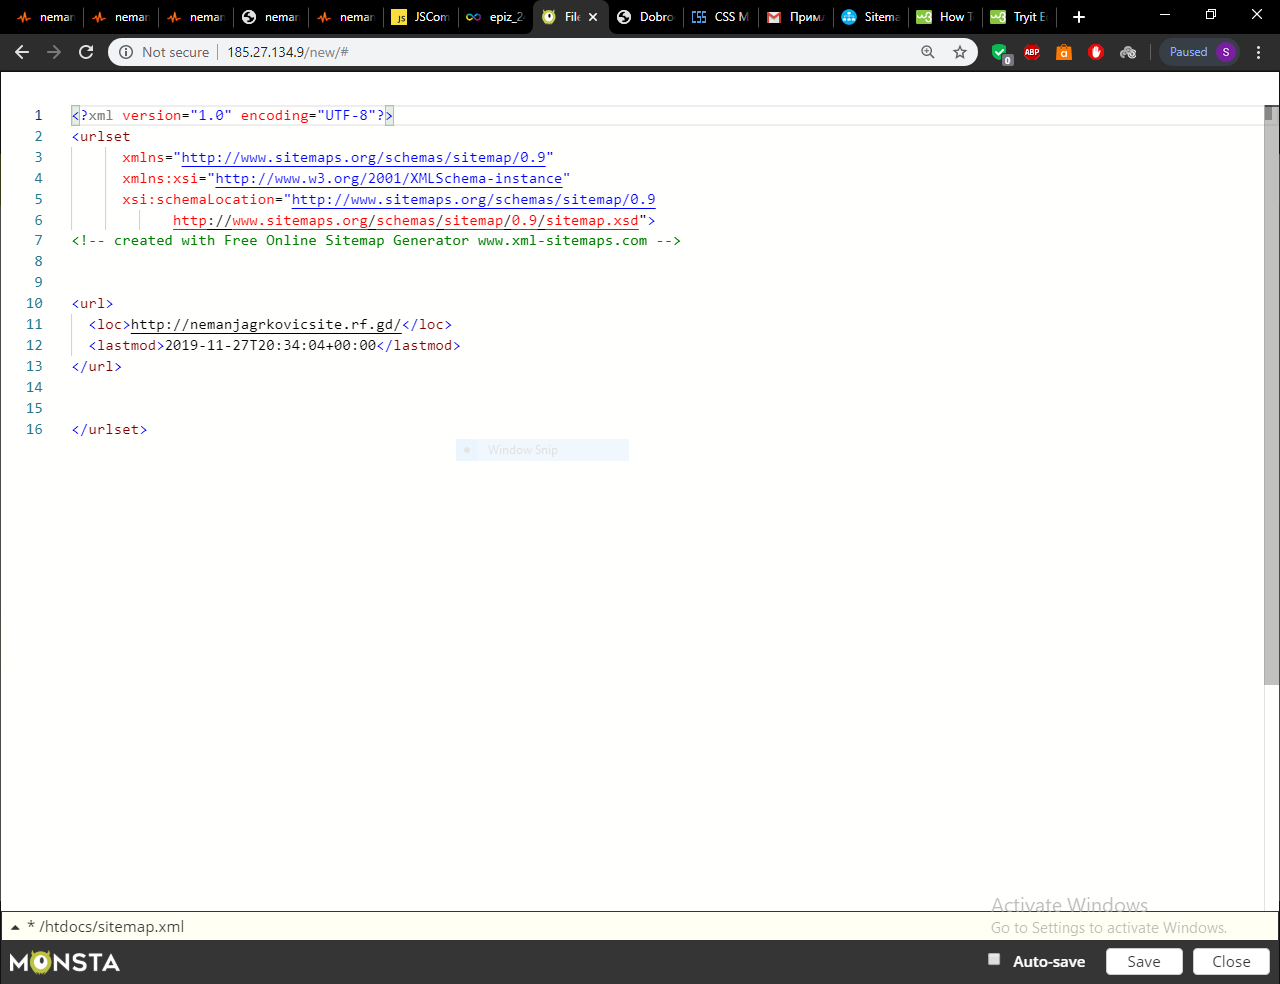 neman
neman
neman
neman
neman
JSCom
epiz_2
File
Dobro
CSS M
Прим
Sitema
How T
Tryit E
Not secure
185.27.134.9/new/#
0
ABP
Paused
S
1 <?xml version="1.0" encoding="UTF-8"?>
2 <urlset
3 xmlns="http://www.sitemaps.org/schemas/sitemap/0.9"
4 xmlns:xsi="http://www.w3.org/2001/XMLSchema-instance"
5 xsi:schemaLocation="http://www.sitemaps.org/schemas/sitemap/0.9
6 http://www.sitemaps.org/schemas/sitemap/0.9/sitemap.xsd">
7 <!-- created with Free Online Sitemap Generator www.xml-sitemaps.com -->
8
9
10 <url>
11 <loc>http://nemanjagrkovicsite.rf.gd/</loc>
12 <lastmod>2019-11-27T20:34:04+00:00</lastmod>
13 </url>
14
15
16 </urlset>
Window Snip
Activate Windows
Go to Settings to activate Windows.
* /htdocs/sitemap.xml
MONSTA
Auto-save
Save
Close